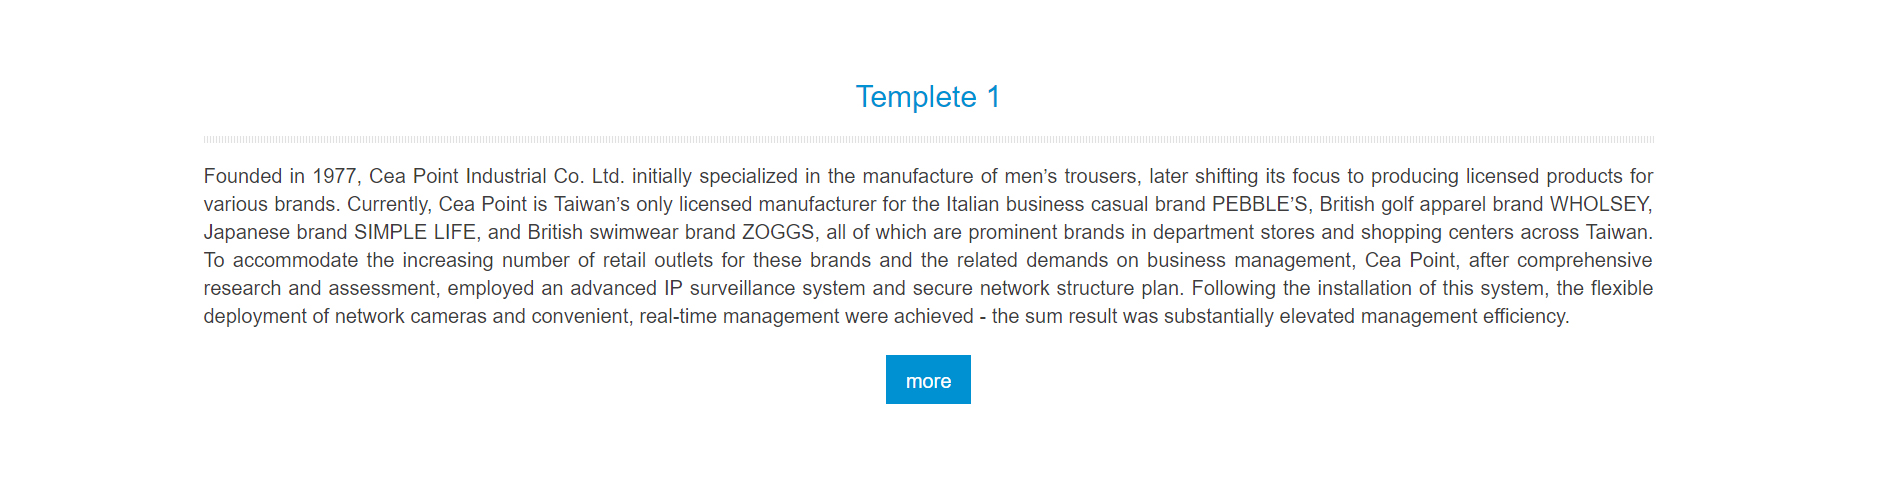 Templete 1
Founded in 1977, Cea Point Industrial Co. Ltd. initially specialized in the manufacture of men’s trousers, later shifting its focus to producing licensed products for
various brands. Currently, Cea Point is Taiwan’s only licensed manufacturer for the Italian business casual brand PEBBLE’S, British golf apparel brand WHOLSEY,
Japanese brand SIMPLE LIFE, and British swimwear brand ZOGGS, all of which are prominent brands in department stores and shopping centers across Taiwan.
To accommodate the increasing number of retail outlets for these brands and the related demands on business management, Cea Point, after comprehensive
research and assessment, employed an advanced IP surveillance system and secure network structure plan. Following the installation of this system, the flexible
deployment of network cameras and convenient, real-time management were achieved - the sum result was substantially elevated management efficiency.
more